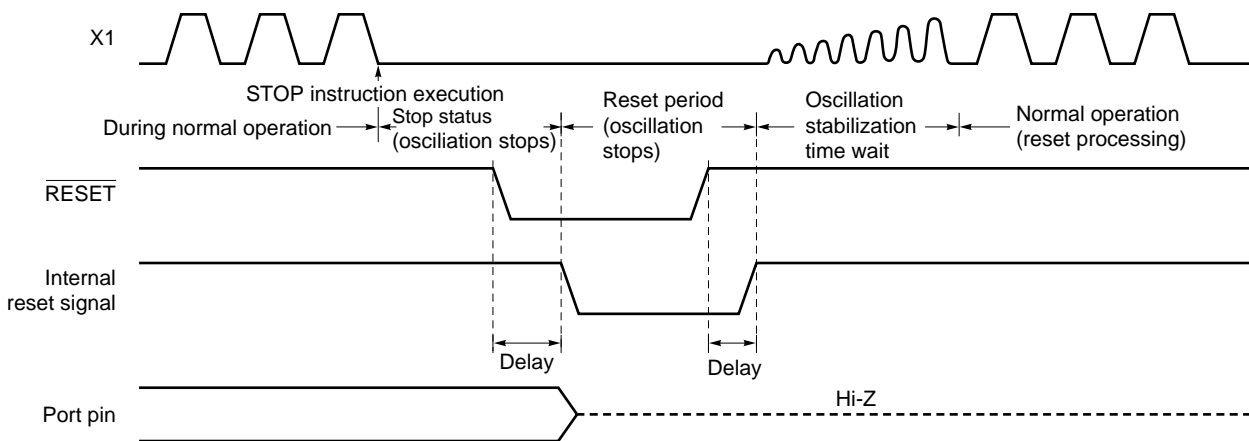 X1
STOP instruction execution
During normal operation
Stop status
(osciliation stops)
Reset period
(oscillation
stops)
Oscillation
stabilization
time wait
Normal operation
(reset processing)
RESET
Internal
reset signal
Delay
Delay
Port pin
Hi-Z